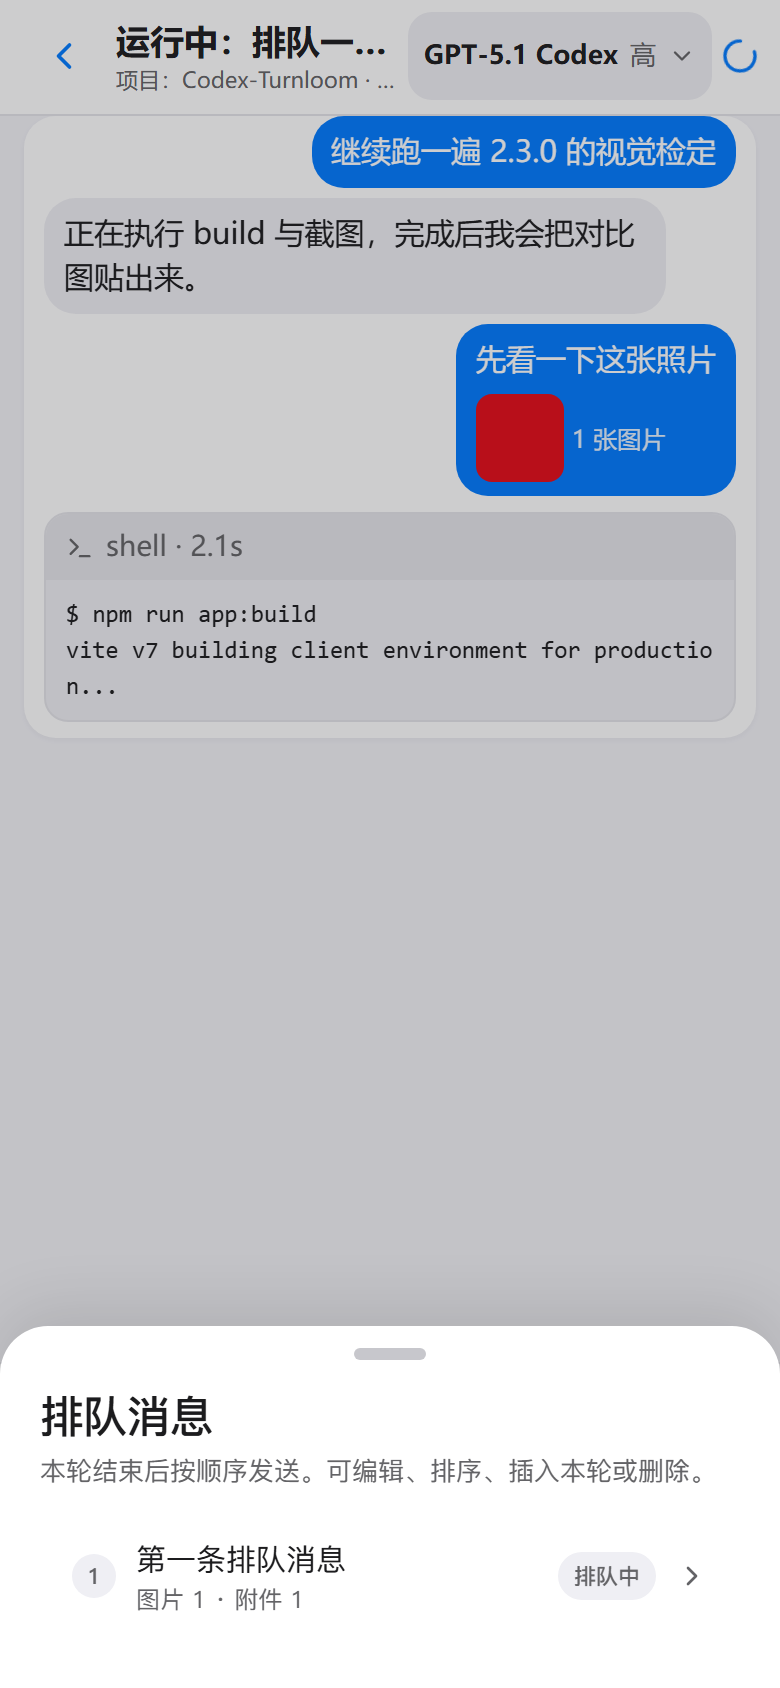 运行中：排队一...
项目：Codex-Turnloom · ...
GPT-5.1 Codex 高
继续跑一遍 2.3.0 的视觉检定
正在执行 build 与截图，完成后我会把对比
图贴出来。
先看一下这张照片
1 张图片
shell · 2.1s
$ npm run app:build
vite v7 building client environment for productio
n...
排队消息
本轮结束后按顺序发送。可编辑、排序、插入本轮或删除。
1
第一条排队消息
图片 1 · 附件 1
排队中